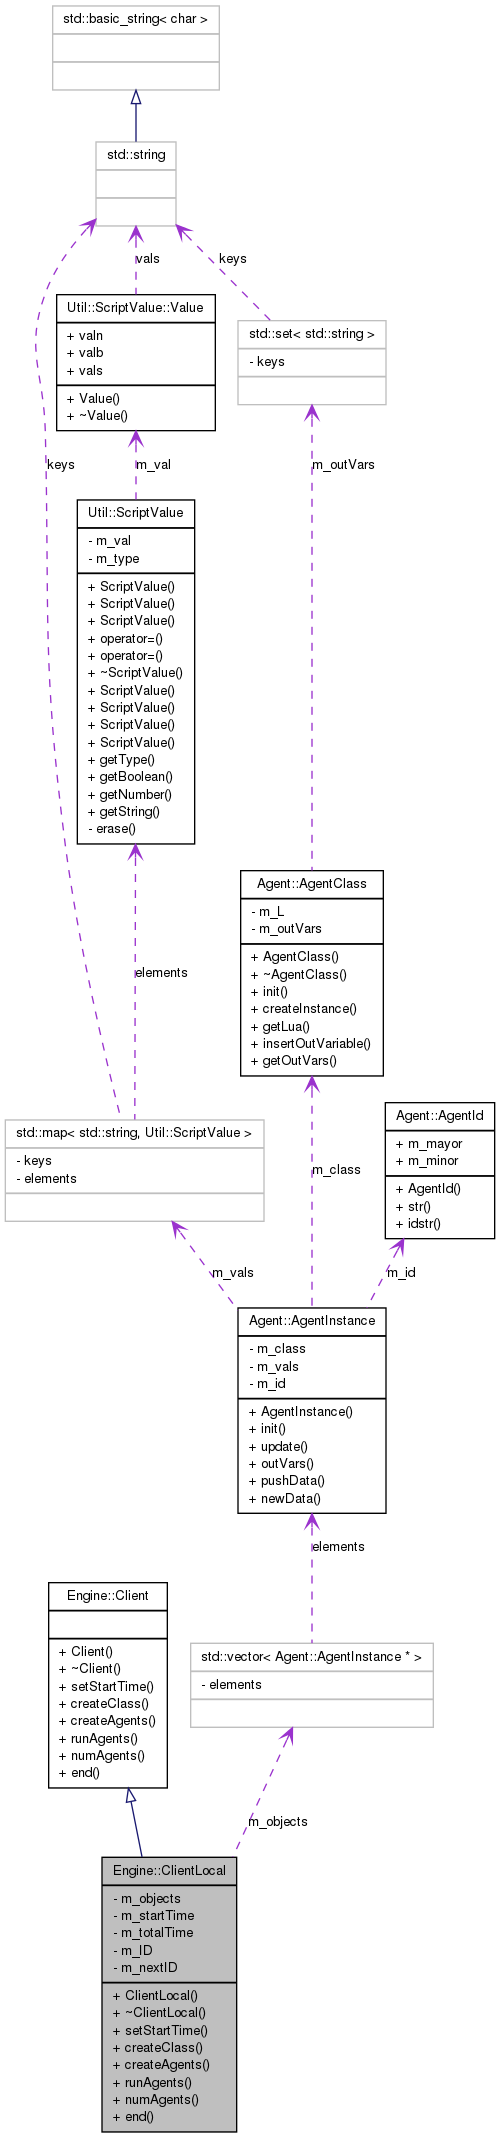 std::basic_string< char >
std::string
vals
keys
Util::ScriptValue::Value
+ valn
+ valb
+ vals
+ Value()
+ ~Value()
std::set< std::string >
- keys
keys
m_val
m_outVars
Util::ScriptValue
- m_val
- m_type
+ ScriptValue()
+ ScriptValue()
+ ScriptValue()
+ operator=()
+ operator=()
+ ~ScriptValue()
+ ScriptValue()
+ ScriptValue()
+ ScriptValue()
+ ScriptValue()
+ getType()
+ getBoolean()
+ getNumber()
+ getString()
- erase()
Agent::AgentClass
- m_L
- m_outVars
+ AgentClass()
+ ~AgentClass()
+ init()
+ createInstance()
+ getLua()
+ insertOutVariable()
+ getOutVars()
elements
std::map< std::string, Util::ScriptValue >
- keys
- elements
Agent::AgentId
+ m_mayor
+ m_minor
+ AgentId()
+ str()
+ idstr()
m_class
m_vals
m_id
Agent::AgentInstance
- m_class
- m_vals
- m_id
+ AgentInstance()
+ init()
+ update()
+ outVars()
+ pushData()
+ newData()
elements
Engine::Client
+ Client()
+ ~Client()
+ setStartTime()
+ createClass()
+ createAgents()
+ runAgents()
+ numAgents()
+ end()
std::vector< Agent::AgentInstance * >
- elements
m_objects
Engine::ClientLocal
- m_objects
- m_startTime
- m_totalTime
- m_ID
- m_nextID
+ ClientLocal()
+ ~ClientLocal()
+ setStartTime()
+ createClass()
+ createAgents()
+ runAgents()
+ numAgents()
+ end()